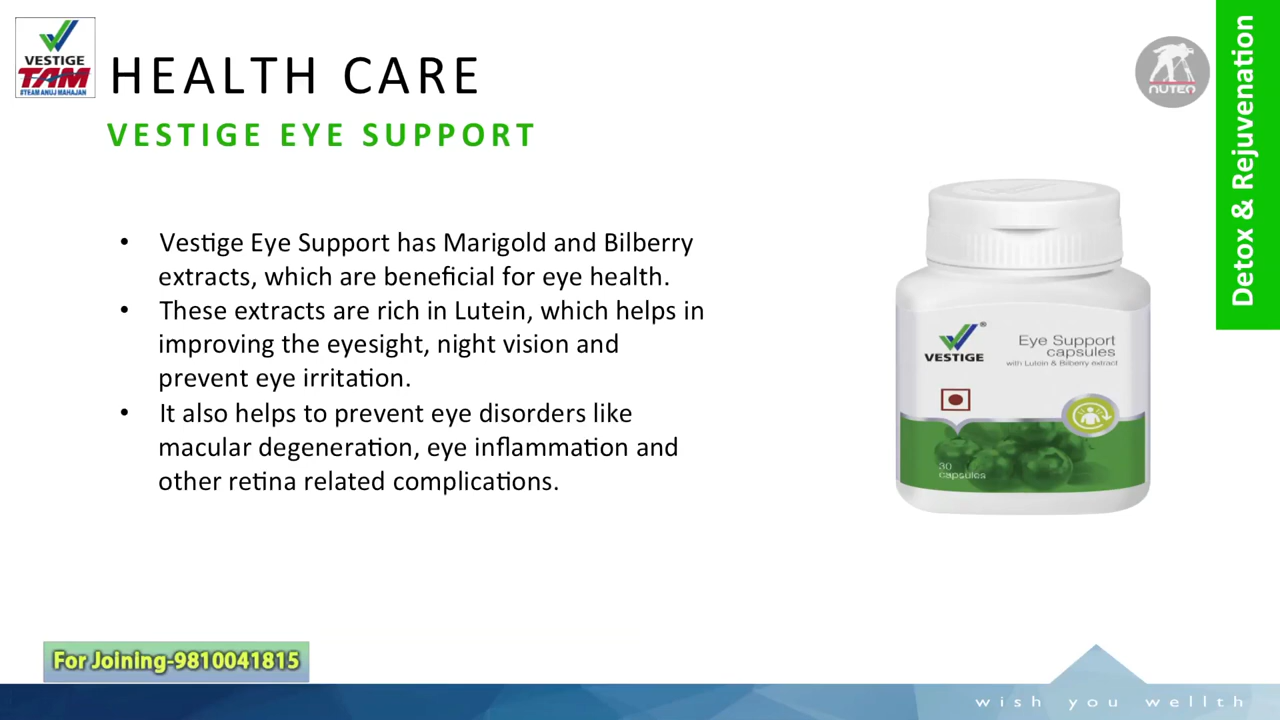 VESTIGE
TAM
TEAM ANUJ MAHAJAN
HEALTH CARE
VESTIGE EYE SUPPORT
NUTEQ
Detox & Rejuvenation
• Vestige Eye Support has Marigold and Bilberry
extracts, which are beneficial for eye health.
• These extracts are rich in Lutein, which helps in
improving the eyesight, night vision and
prevent eye irritation.
• It also helps to prevent eye disorders like
macular degeneration, eye inflammation and
other retina related complications.
VESTIGE®
Eye Support
capsules
with Lutein & Bilberry extract
30
capsules
For Joining-9810041815
wish you wellth